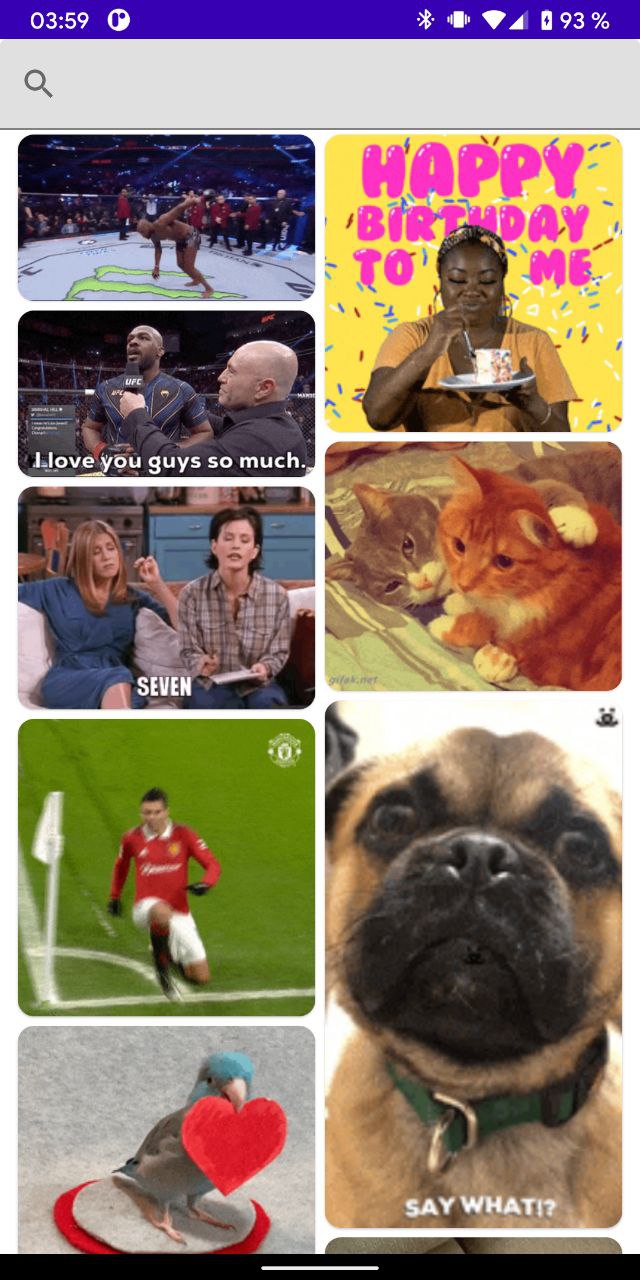 03:59
93 %
HAPPY
BIRTHDAY
TO ME
UFC
I love you guys so much.
SEVEN
gifak.net
SAY WHAT!?